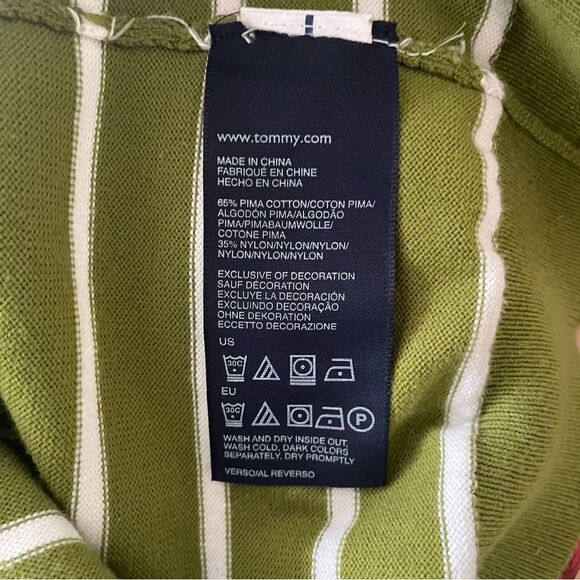 www.tommy.com
MADE IN CHINA
FABRIQUÉ EN CHINE
HECHO EN CHINA
65% PIMA COTTON/COTON PIMA/
ALGODÓN PIMA/ALGODÃO
PIMA/PIMABAUMWOLLE/
COTONE PIMA
35% NYLON/NYLON/NYLON/
NYLON/NYLON/NYLON
EXCLUSIVE OF DECORATION
SAUF DÉCORATION
EXCLUYE LA DECORACIÓN
EXCLUINDO DECORAÇÃO
OHNE DEKORATION
ECCETTO DECORAZIONE
US
30C
EU
30C P
WASH AND DRY INSIDE OUT,
WASH COLD, DARK COLORS
SEPARATELY, DRY PROMPTLY
VERSO/AL REVERSO